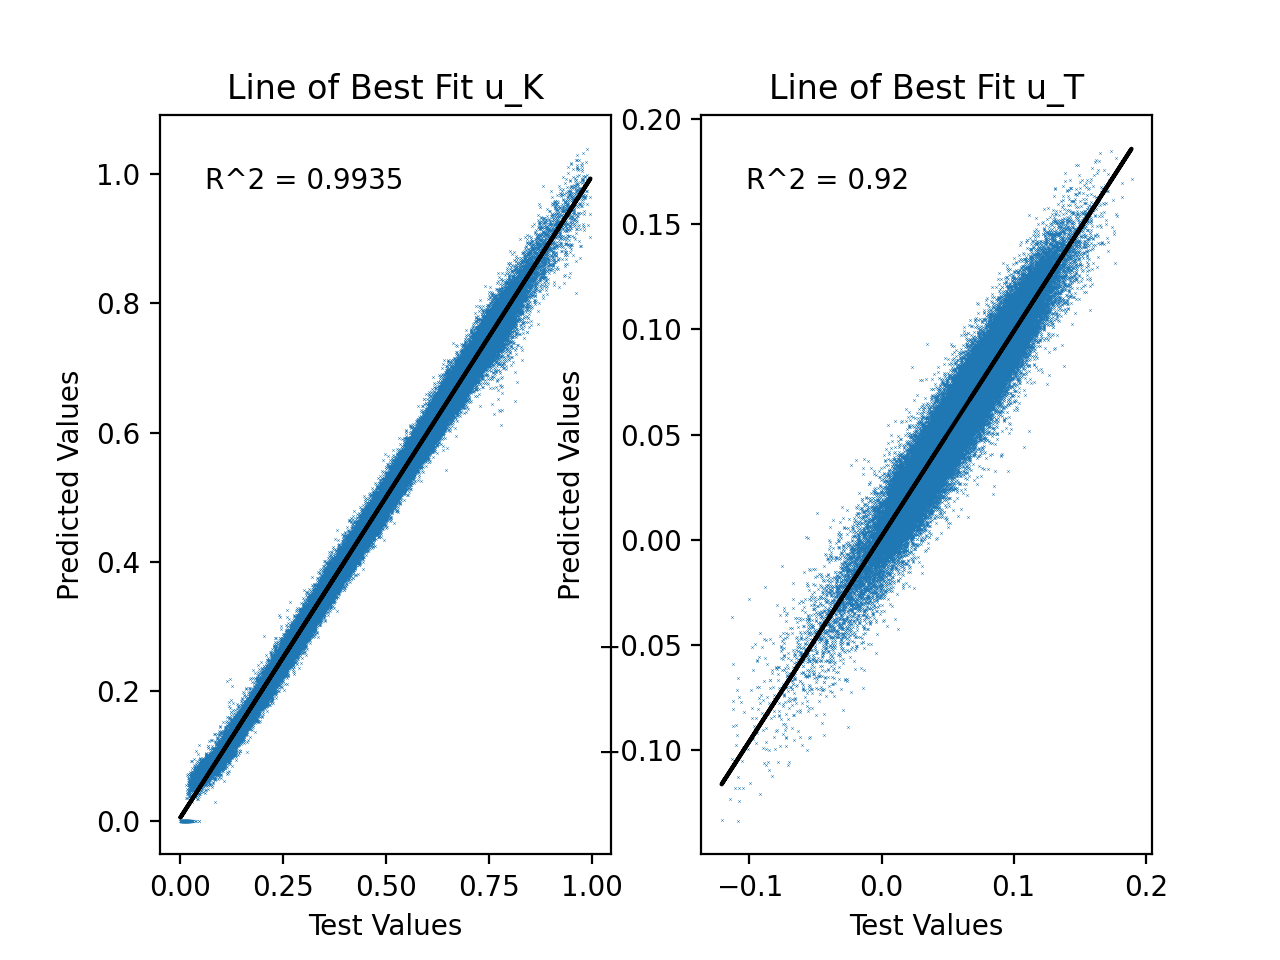 Line of Best Fit u_K
R^2 = 0.9935
1.0
0.8
0.6
0.4
0.2
0.0
Predicted Values
0.00 0.25 0.50 0.75 1.00
Test Values
Line of Best Fit u_T
R^2 = 0.92
0.20
0.15
0.10
0.05
0.00
−0.05
−0.10
Predicted Values
−0.1 0.0 0.1 0.2
Test Values